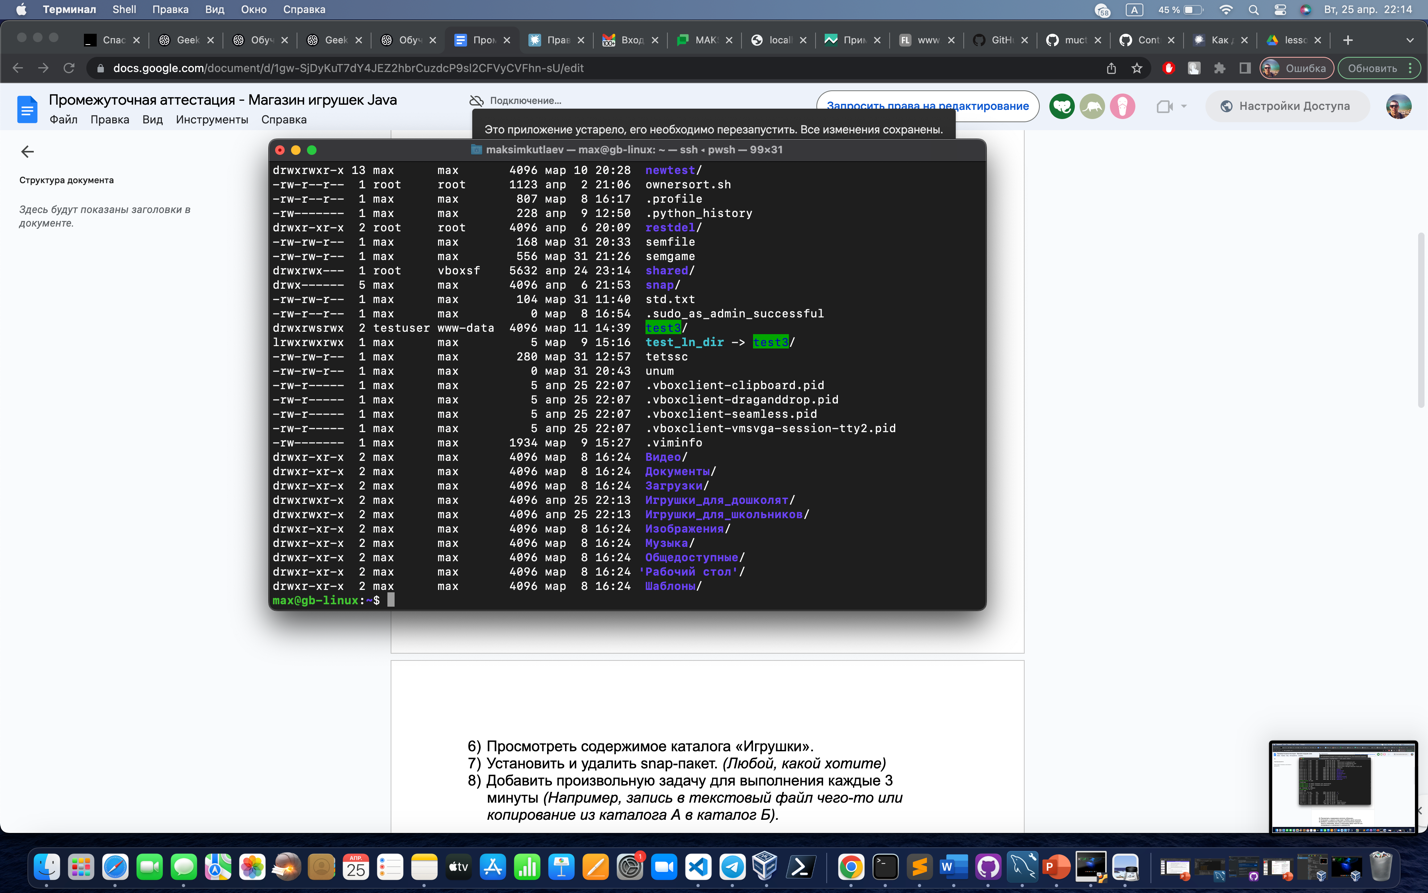 Терминал Shell Правка Вид Окно Справка A 45 % Вт, 25 апр. 22:14
Спас Geek Обуч Geek Обуч Про Прав Вход МАК localh Прим www GitHu muct Cont Как д lesso
docs.google.com/document/d/1gw-SjDyKuT7dY4JEZ2hbrCuzdcP9sI2CFVyCVFhn-sU/edit Ошибка Обновить
Промежуточная аттестация - Магазин игрушек Java Подключение...
Файл Правка Вид Инструменты Справка Запросить права на редактирование Настройки Доступа
Это приложение устарело, его необходимо перезапустить. Все изменения сохранены.
Структура документа
Здесь будут показаны заголовки в
документе.
maksimkutlaev — max@gb-linux: ~ — ssh ◂ pwsh — 99×31
drwxrwxr-x 13 max max 4096 мар 10 20:28 newtest/
-rw-r--r-- 1 root root 1123 апр 2 21:06 ownersort.sh
-rw-r--r-- 1 max max 807 мар 8 16:17 .profile
-rw------- 1 max max 228 апр 9 12:50 .python_history
drwxr-xr-x 2 root root 4096 апр 6 20:09 restdel/
-rw-rw-r-- 1 max max 168 мар 31 20:33 semfile
-rw-rw-r-- 1 max max 556 мар 31 21:26 semgame
drwxrwx--- 1 root vboxsf 5632 апр 24 23:14 shared/
drwx------ 5 max max 4096 апр 6 21:53 snap/
-rw-rw-r-- 1 max max 104 мар 31 11:40 std.txt
-rw-r--r-- 1 max max 0 мар 8 16:54 .sudo_as_admin_successful
drwxrwsrwx 2 testuser www-data 4096 мар 11 14:39 test3/
lrwxrwxrwx 1 max max 5 мар 9 15:16 test_ln_dir -> test3/
-rw-rw-r-- 1 max max 280 мар 31 12:57 tetssc
-rw-rw-r-- 1 max max 0 мар 31 20:43 unum
-rw-r----- 1 max max 5 апр 25 22:07 .vboxclient-clipboard.pid
-rw-r----- 1 max max 5 апр 25 22:07 .vboxclient-draganddrop.pid
-rw-r----- 1 max max 5 апр 25 22:07 .vboxclient-seamless.pid
-rw-r----- 1 max max 5 апр 25 22:07 .vboxclient-vmsvga-session-tty2.pid
-rw------- 1 max max 1934 мар 9 15:27 .viminfo
drwxr-xr-x 2 max max 4096 мар 8 16:24 Видео/
drwxr-xr-x 2 max max 4096 мар 8 16:24 Документы/
drwxr-xr-x 2 max max 4096 мар 8 16:24 Загрузки/
drwxrwxr-x 2 max max 4096 апр 25 22:13 Игрушки_для_дошколят/
drwxrwxr-x 2 max max 4096 апр 25 22:13 Игрушки_для_школьников/
drwxr-xr-x 2 max max 4096 мар 8 16:24 Изображения/
drwxr-xr-x 2 max max 4096 мар 8 16:24 Музыка/
drwxr-xr-x 2 max max 4096 мар 8 16:24 Общедоступные/
drwxr-xr-x 2 max max 4096 мар 8 16:24 'Рабочий стол'/
drwxr-xr-x 2 max max 4096 мар 8 16:24 Шаблоны/
max@gb-linux:~$
6) Просмотреть содержимое каталога «Игрушки».
7) Установить и удалить snap-пакет. (Любой, какой хотите)
8) Добавить произвольную задачу для выполнения каждые 3
минуты (Например, запись в текстовый файл чего-то или
копирование из каталога А в каталог Б).